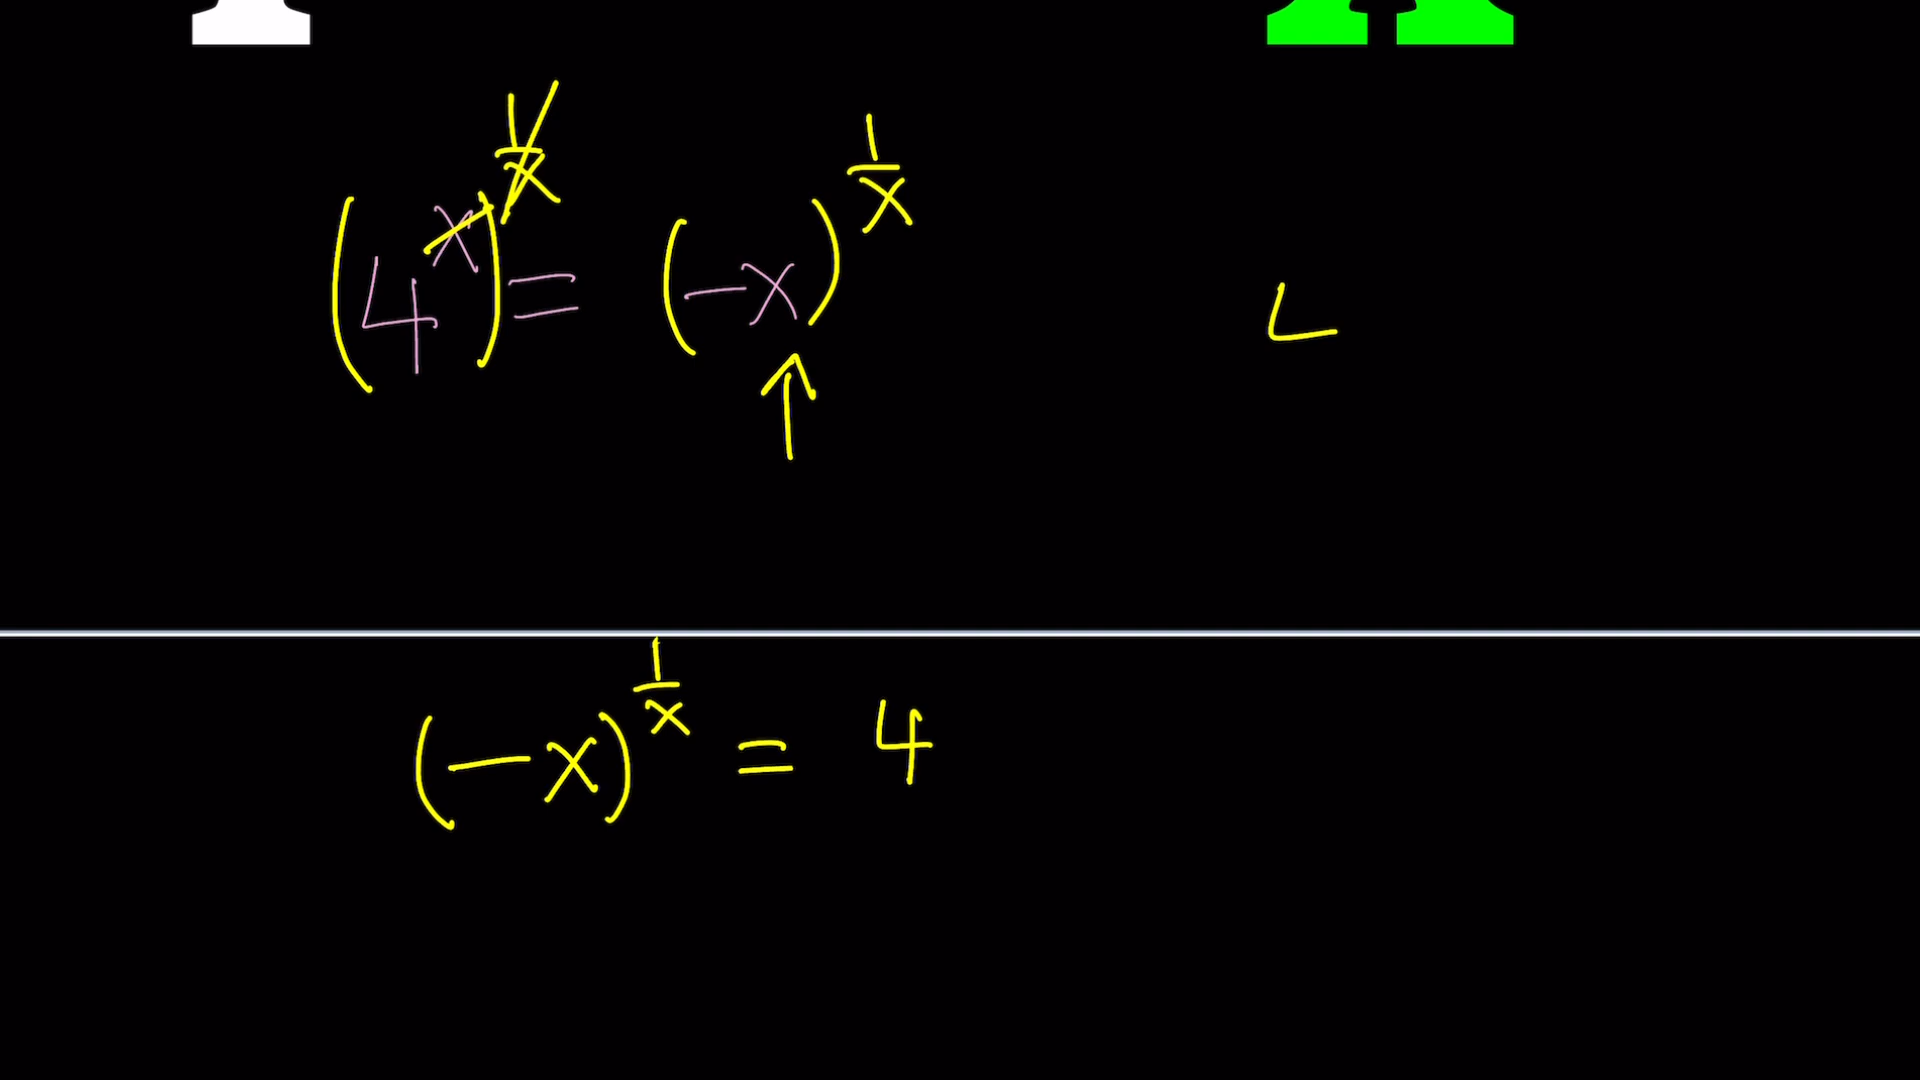 (4^x)^{1/x} = (-x)^{1/x}
(-x)^{1/x} = 4